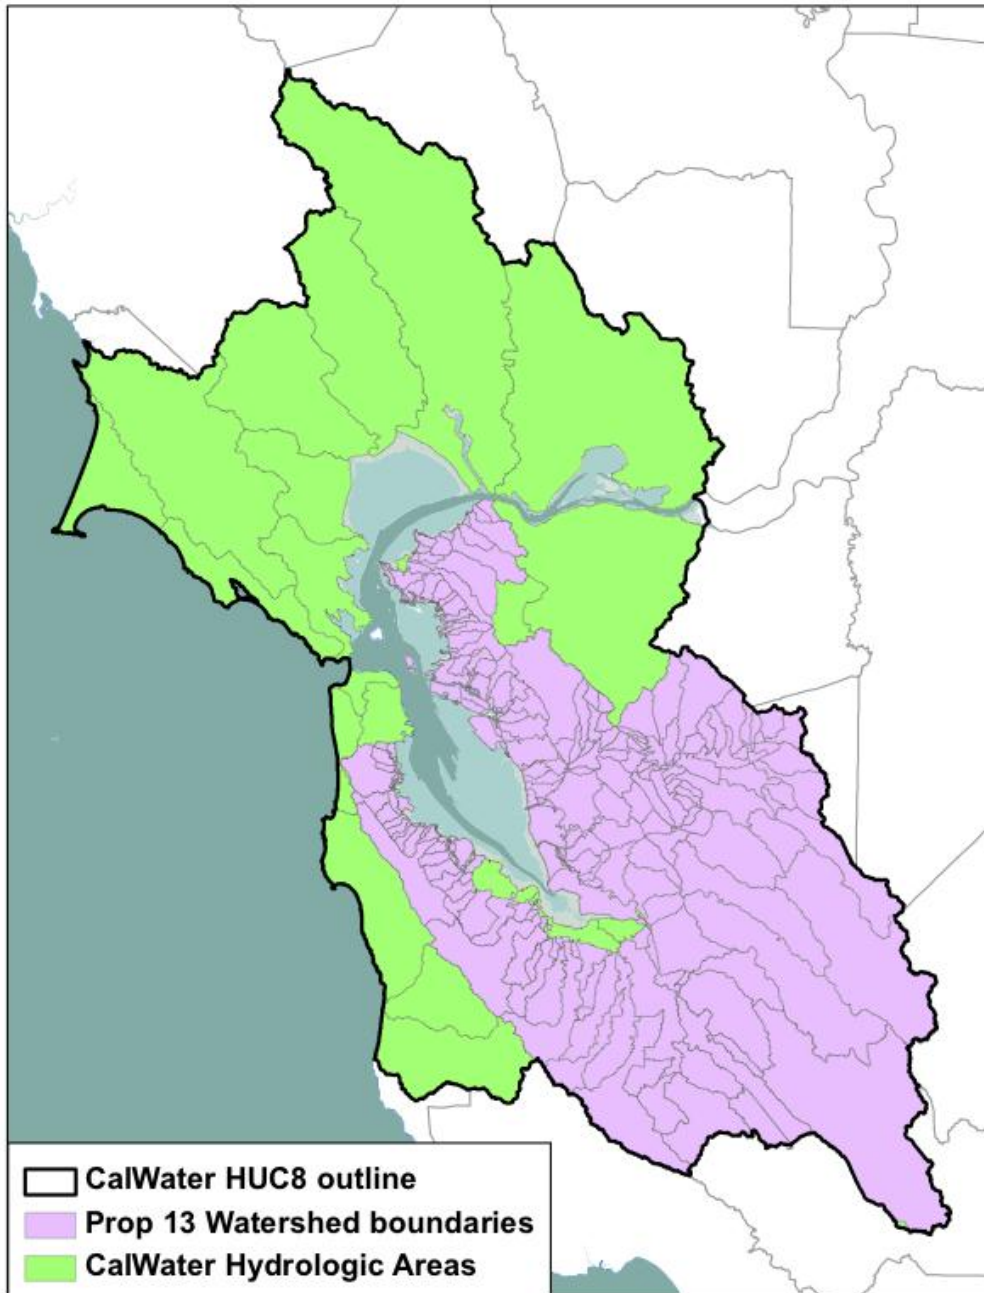 CalWater HUC8 outline
Prop 13 Watershed boundaries
CalWater Hydrologic Areas